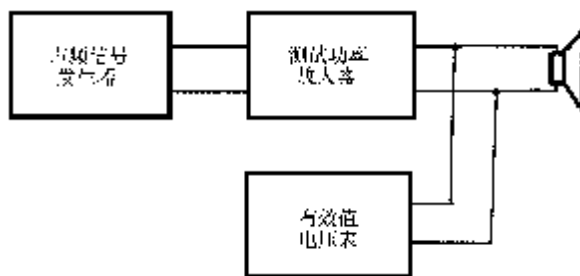 音频信号
发生器
测试功率
放大器
有效值
电压表